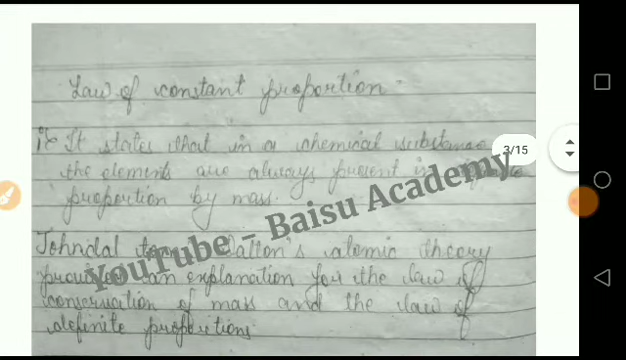 Law of constant proportion
It states that in a chemical substance
3/15
the elements are always present in
proportion by mass.
YouTube - Baisu Academy
Dalton's atomic theory
an explanation for the law of
conservation of mass and the law of
definite proportions